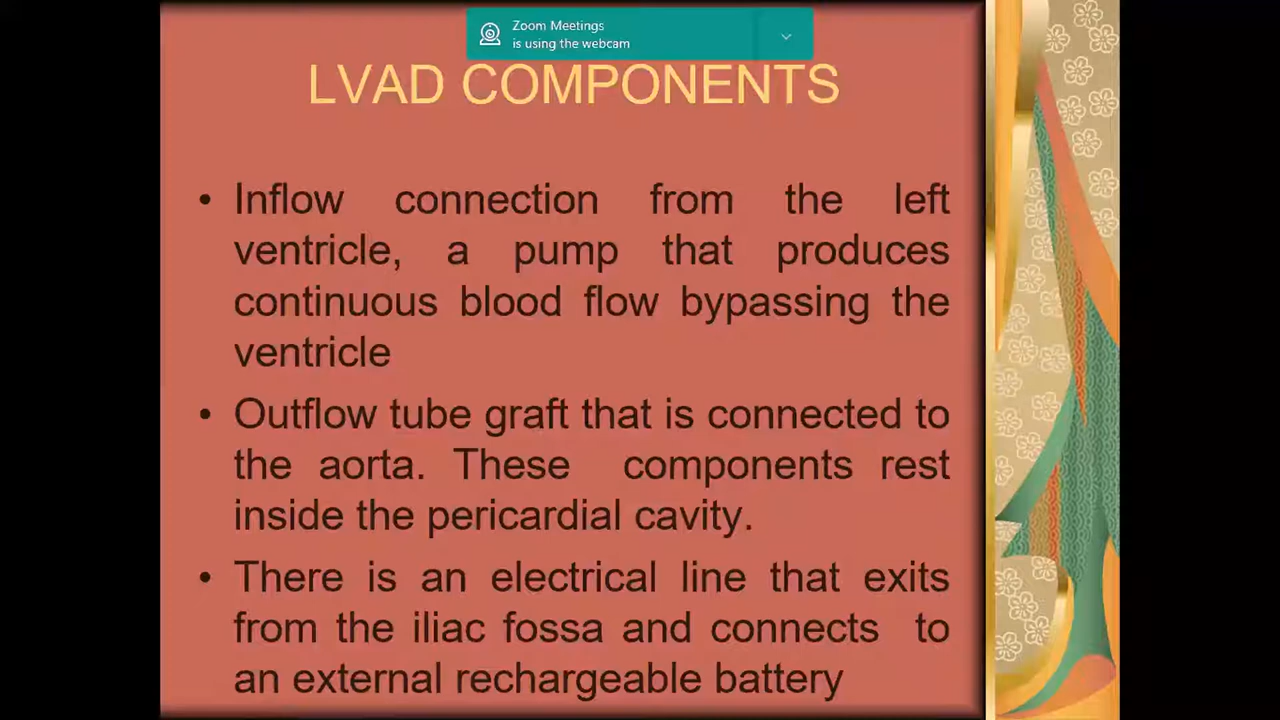 Zoom Meetings
is using the webcam
LVAD COMPONENTS
• Inflow connection from the left
ventricle, a pump that produces
continuous blood flow bypassing the
ventricle
• Outflow tube graft that is connected to
the aorta. These components rest
inside the pericardial cavity.
• There is an electrical line that exits
from the iliac fossa and connects to
an external rechargeable battery